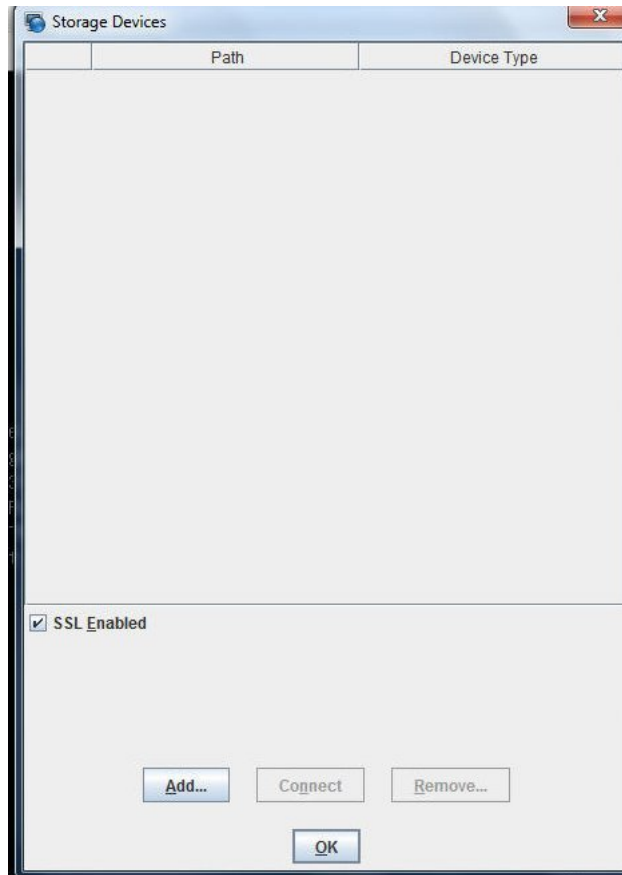 Storage Devices
Path Device Type
SSL Enabled
Add... Connect Remove...
OK